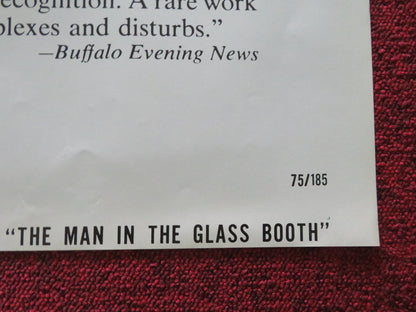 recognition. A rare work
plexes and disturbs.”
—Buffalo Evening News
75/185
“THE MAN IN THE GLASS BOOTH”